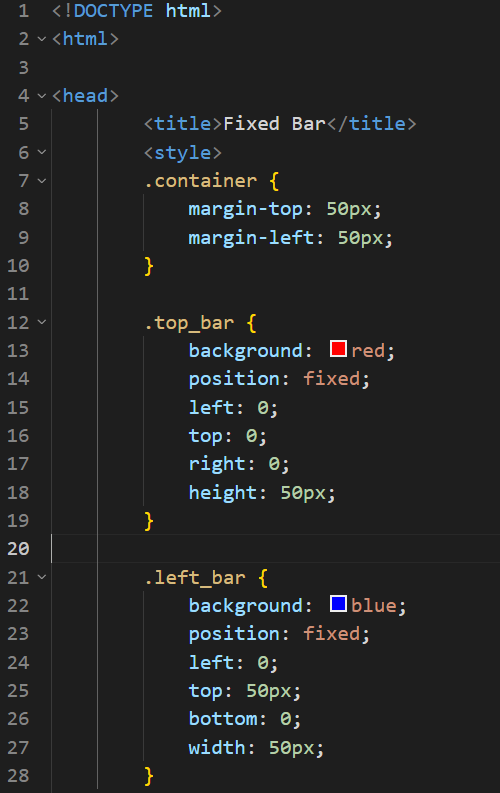 1 <!DOCTYPE html>
2 <html>
3
4 <head>
5 <title>Fixed Bar</title>
6 <style>
7 .container {
8 margin-top: 50px;
9 margin-left: 50px;
10 }
11
12 .top_bar {
13 background: red;
14 position: fixed;
15 left: 0;
16 top: 0;
17 right: 0;
18 height: 50px;
19 }
20
21 .left_bar {
22 background: blue;
23 position: fixed;
24 left: 0;
25 top: 50px;
26 bottom: 0;
27 width: 50px;
28 }